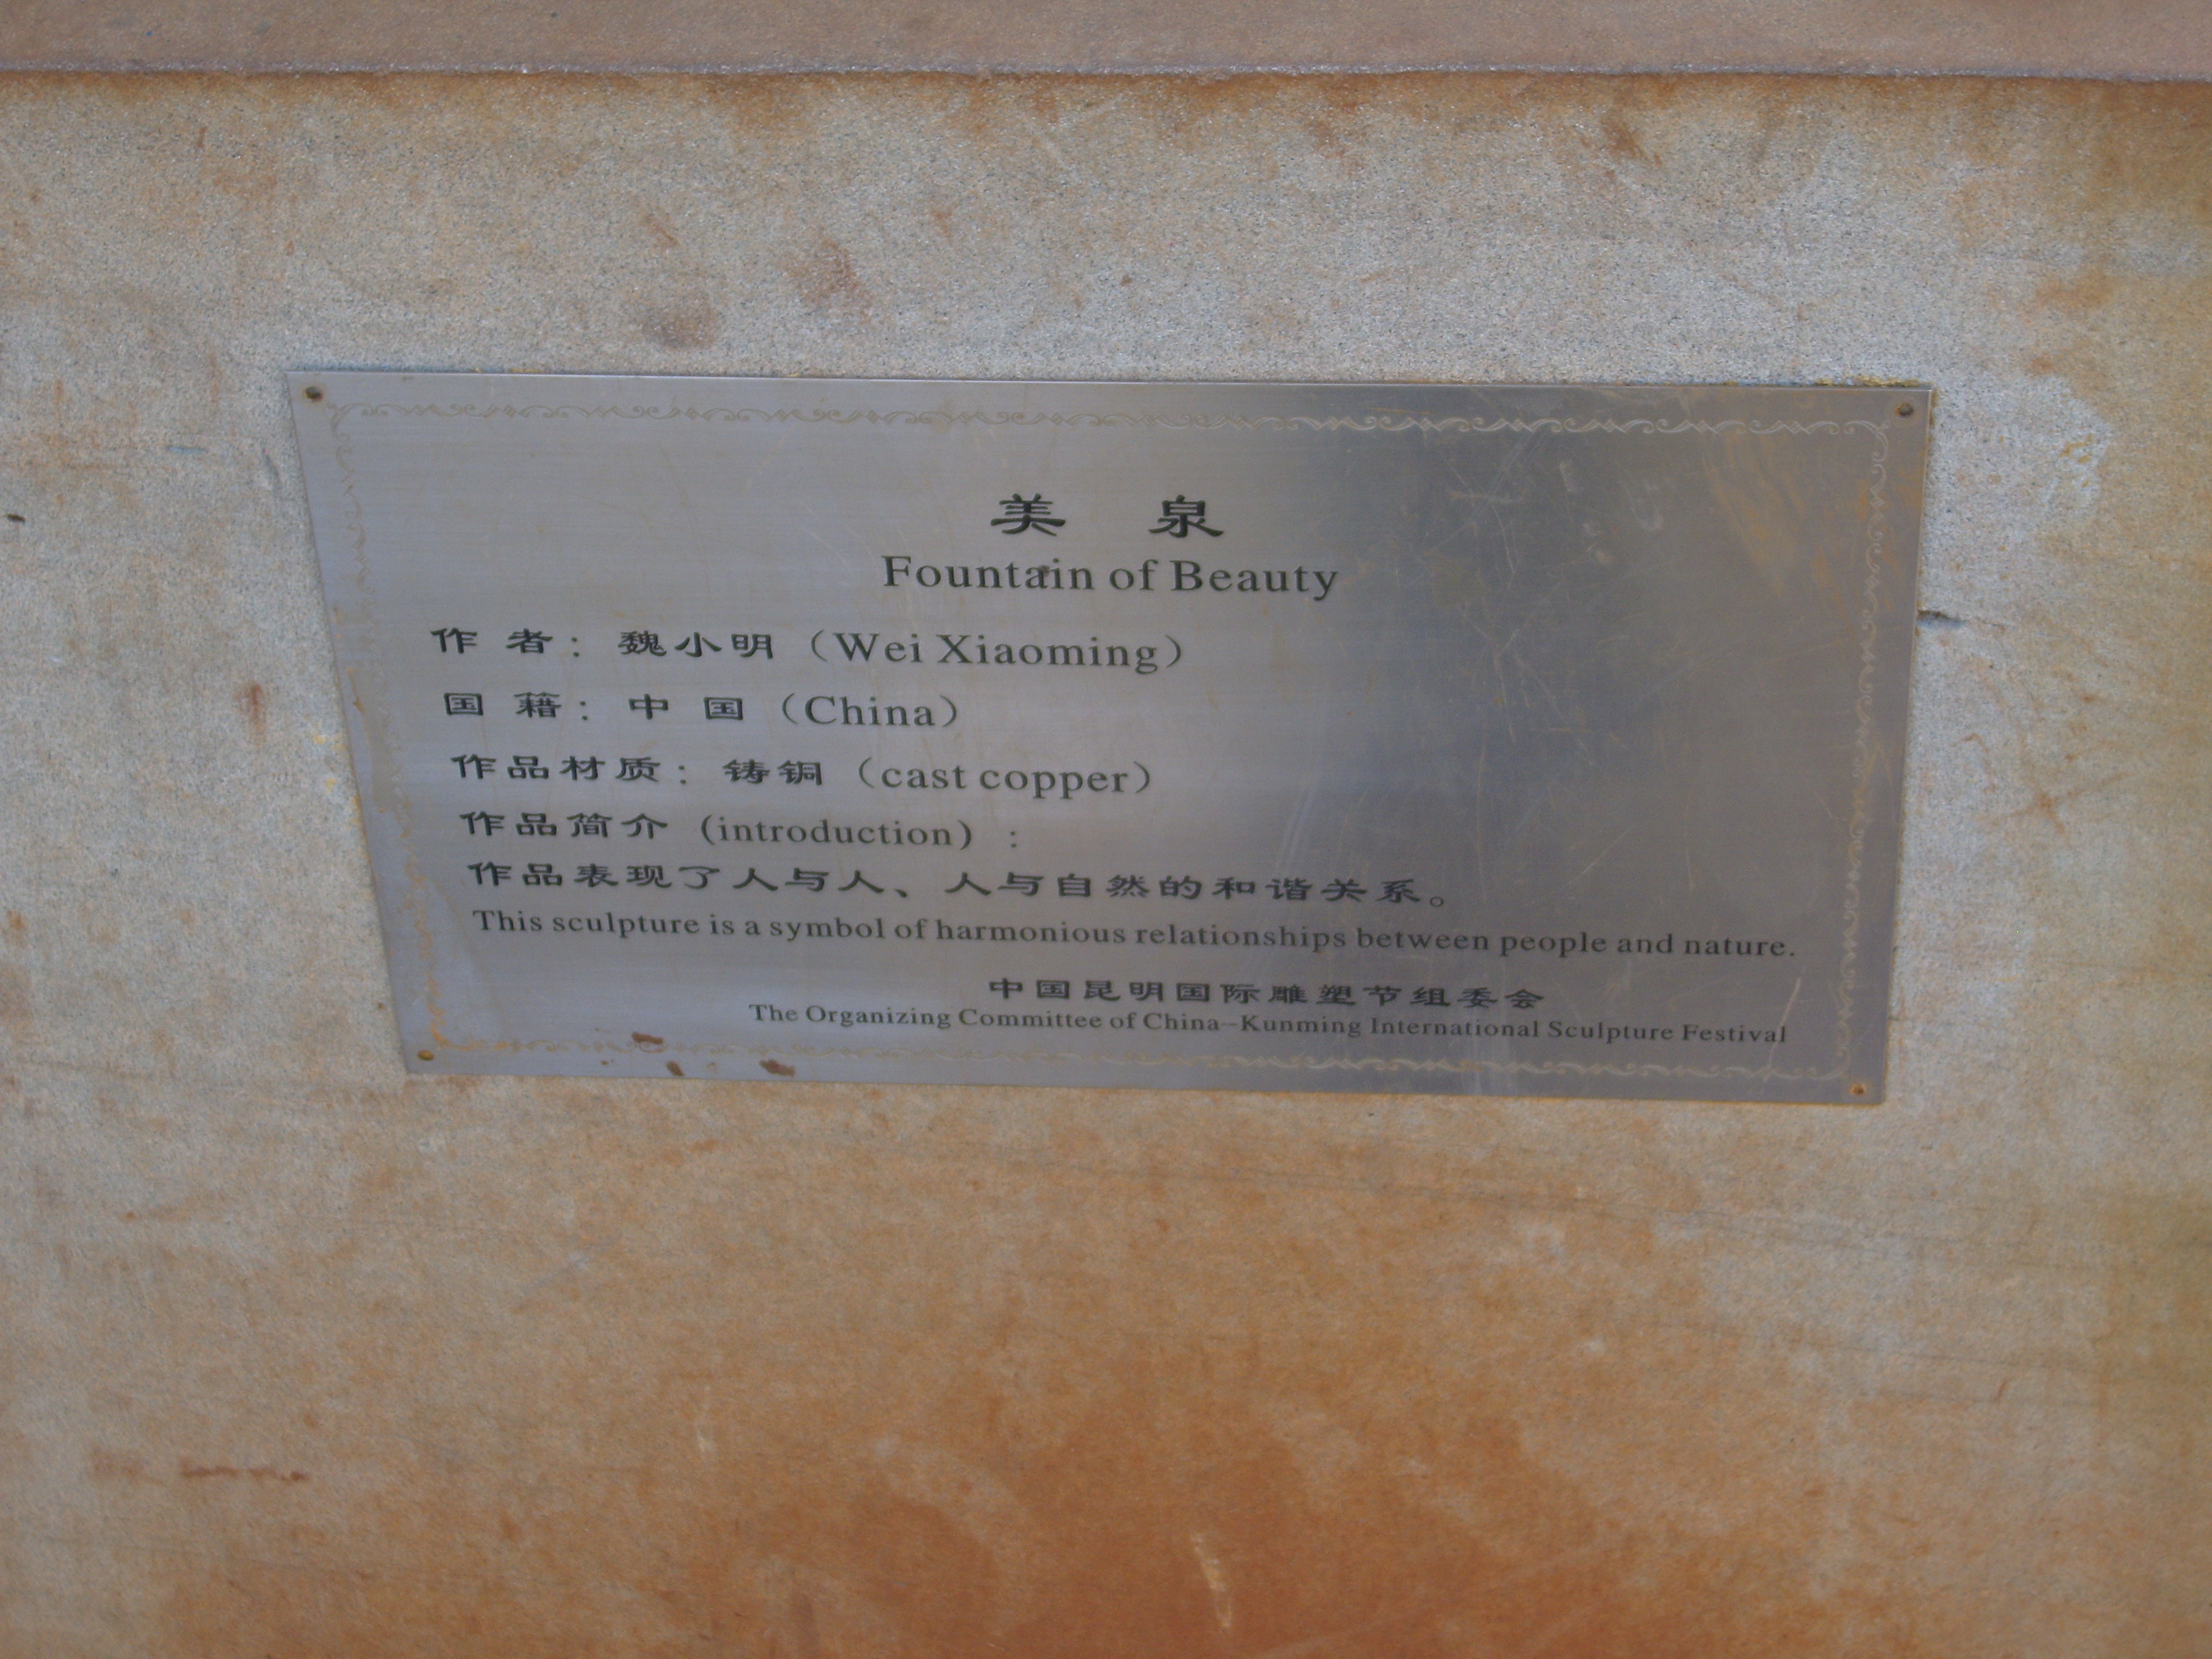 美 泉
Fountain of Beauty
作 者：魏小明（Wei Xiaoming）
国 藉：中 国（China）
作品材质：铸铜（cast copper）
作品简介 (introduction) ：
作品表现了人与人、人与自然的和谐关系。
This sculpture is a symbol of harmonious relationships between people and nature.
中国昆明国际雕塑节组委会
The Organizing Committee of China--Kunming International Sculpture Festival